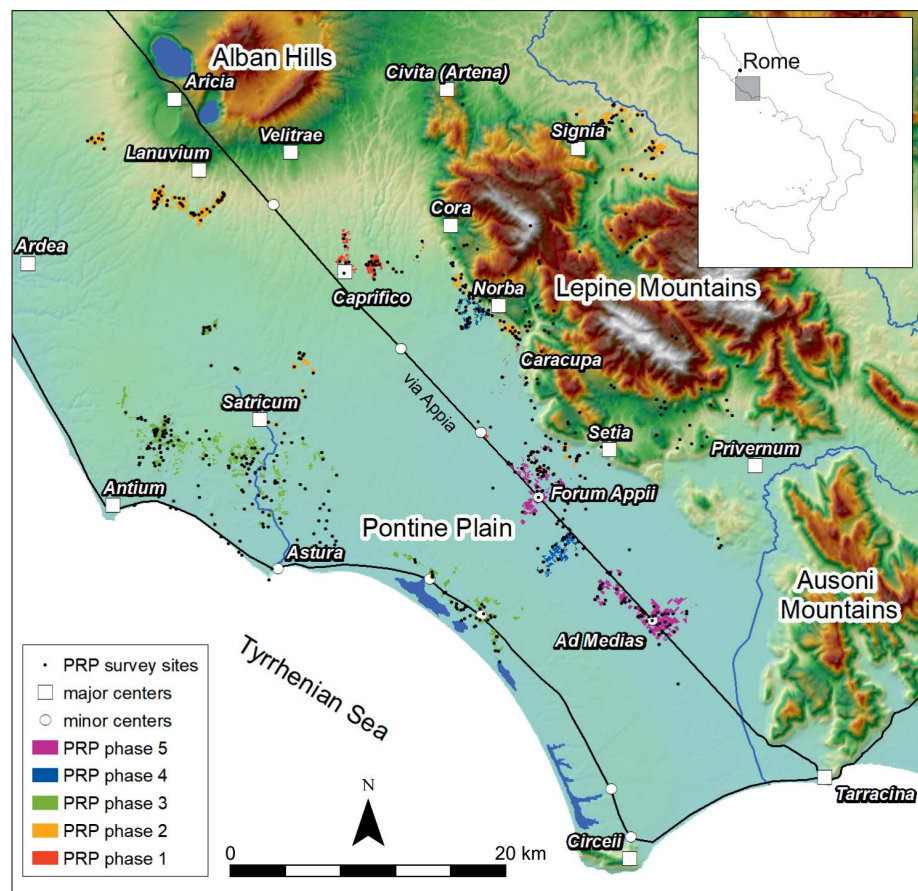 Rome
Alban Hills
Civita (Artena)
Aricia
Signia
Velitrae
Lanuvium
Cora
Ardea
Lepine Mountains
Caprifico
Norba
Caracupa
via Appia
Satricum
Setia
Privernum
Forum Appii
Antium
Pontine Plain
Astura
Ausoni
Mountains
Ad Medias
Tyrrhenian Sea
PRP survey sites
major centers
minor centers
PRP phase 5
PRP phase 4
PRP phase 3
PRP phase 2
PRP phase 1
N
0
20 km
Tarracina
Circeii